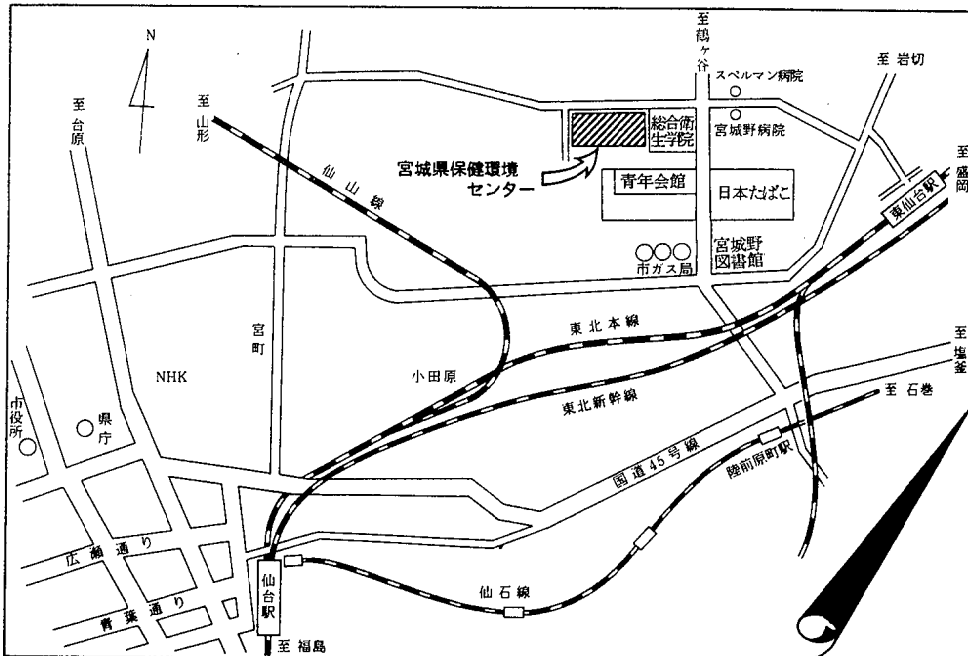 N
至鶴ヶ谷
至岩切
スペルマン病院
至台原
至山形
総合衛
生学院
宮城野病院
仙山線
宮城県保健環境
センター
青年会館
日本たばこ
至盛岡
東仙台駅
宮城野
図書館
市ガス局
東北本線
宮町
至塩釜
NHK
小田原
東北新幹線
至石巻
市役所
県庁
国道45号線
陸前原町駅
広瀬通り
仙石線
青葉通り
仙台駅
至福島